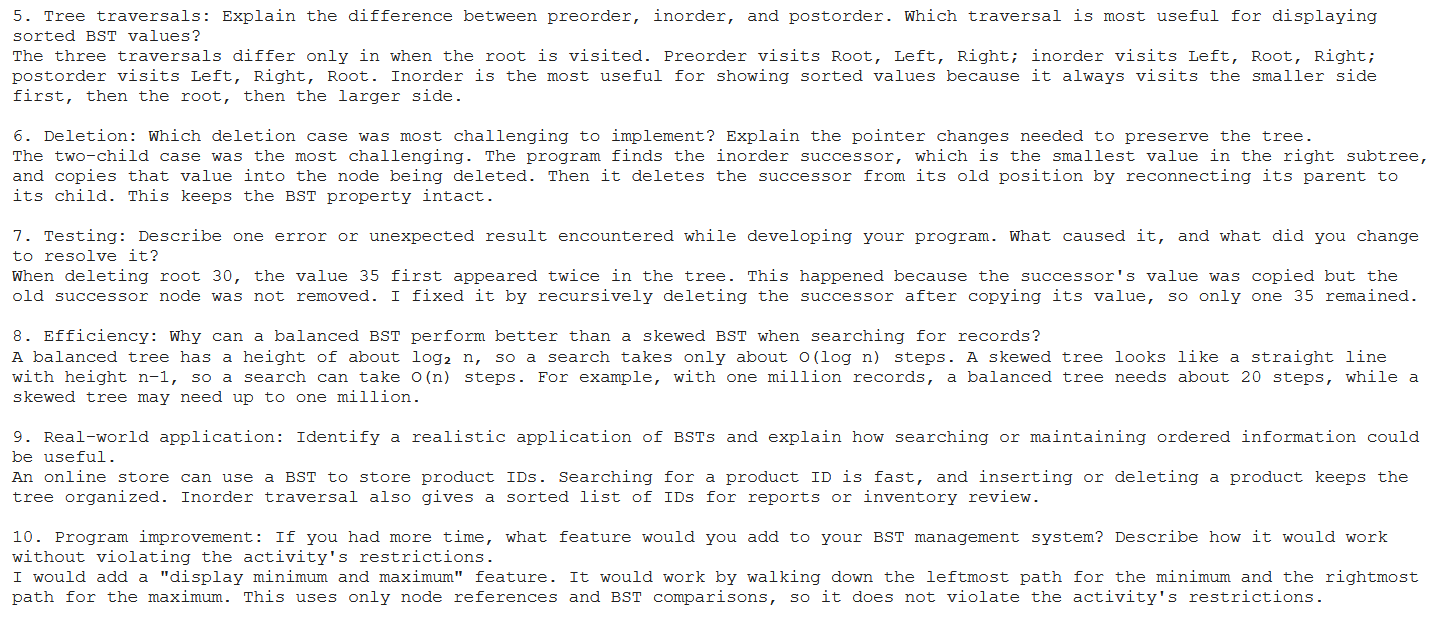 5. Tree traversals: Explain the difference between preorder, inorder, and postorder. Which traversal is most useful for displaying
sorted BST values?
The three traversals differ only in when the root is visited. Preorder visits Root, Left, Right; inorder visits Left, Root, Right;
postorder visits Left, Right, Root. Inorder is the most useful for showing sorted values because it always visits the smaller side
first, then the root, then the larger side.

6. Deletion: Which deletion case was most challenging to implement? Explain the pointer changes needed to preserve the tree.
The two-child case was the most challenging. The program finds the inorder successor, which is the smallest value in the right subtree,
and copies that value into the node being deleted. Then it deletes the successor from its old position by reconnecting its parent to
its child. This keeps the BST property intact.

7. Testing: Describe one error or unexpected result encountered while developing your program. What caused it, and what did you change
to resolve it?
When deleting root 30, the value 35 first appeared twice in the tree. This happened because the successor's value was copied but the
old successor node was not removed. I fixed it by recursively deleting the successor after copying its value, so only one 35 remained.

8. Efficiency: Why can a balanced BST perform better than a skewed BST when searching for records?
A balanced tree has a height of about log₂ n, so a search takes only about O(log n) steps. A skewed tree looks like a straight line
with height n−1, so a search can take O(n) steps. For example, with one million records, a balanced tree needs about 20 steps, while a
skewed tree may need up to one million.

9. Real-world application: Identify a realistic application of BSTs and explain how searching or maintaining ordered information could
be useful.
An online store can use a BST to store product IDs. Searching for a product ID is fast, and inserting or deleting a product keeps the
tree organized. Inorder traversal also gives a sorted list of IDs for reports or inventory review.

10. Program improvement: If you had more time, what feature would you add to your BST management system? Describe how it would work
without violating the activity's restrictions.
I would add a "display minimum and maximum" feature. It would work by walking down the leftmost path for the minimum and the rightmost
path for the maximum. This uses only node references and BST comparisons, so it does not violate the activity's restrictions.